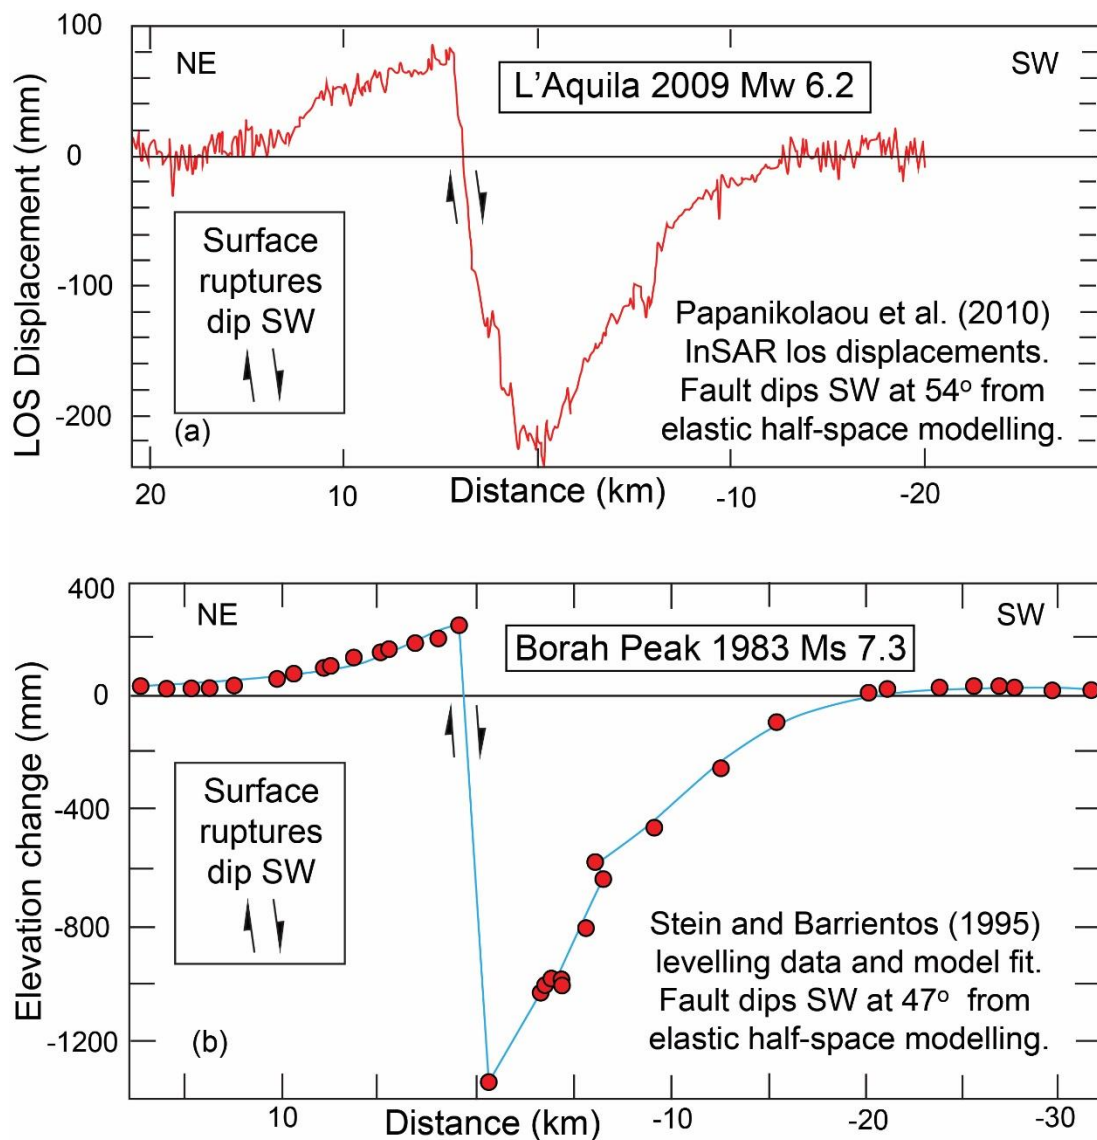 100
NE
SW
L'Aquila 2009 Mw 6.2
LOS Displacement (mm)
0
Surface
ruptures
dip SW
-100
Papanikolaou et al. (2010)
InSAR los displacements.
Fault dips SW at 54° from
elastic half-space modelling.
-200
(a)
20
10
Distance (km)
-10
-20
400
NE
SW
Borah Peak 1983 Ms 7.3
Elevation change (mm)
0
Surface
ruptures
dip SW
-400
-800
Stein and Barrientos (1995)
levelling data and model fit.
Fault dips SW at 47° from
elastic half-space modelling.
-1200
(b)
10
Distance (km)
-10
-20
-30